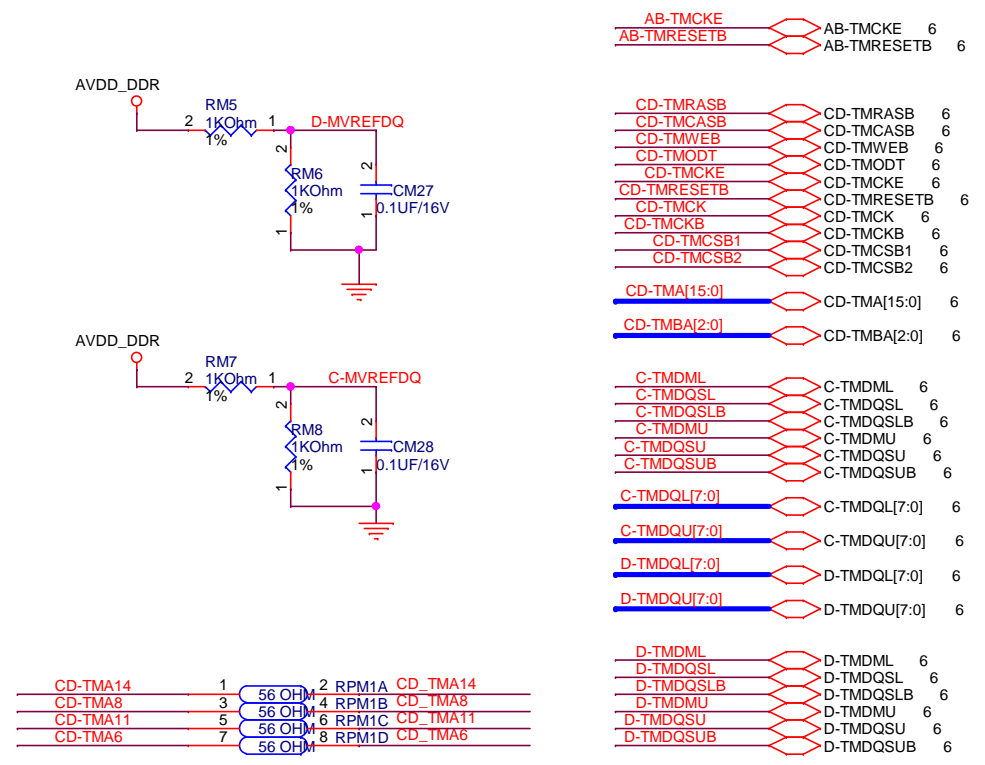 AVDD_DDR
RM5
2 1KOhm 1 D-MVREFDQ
1%
2
RM6
1KOhm
1%
1
2
CM27
1 0.1UF/16V
AVDD_DDR
RM7
2 1KOhm 1 C-MVREFDQ
1%
2
RM8
1KOhm
1%
1
2
CM28
0.1UF/16V
1
CD-TMA14 1 56 OHM 2 RPM1A CD_TMA14
CD-TMA8 3 56 OHM 4 RPM1B CD_TMA8
CD-TMA11 5 56 OHM 6 RPM1C CD_TMA11
CD-TMA6 7 56 OHM 8 RPM1D CD_TMA6
AB-TMCKE AB-TMCKE 6
AB-TMRESETB AB-TMRESETB 6
CD-TMRASB CD-TMRASB 6
CD-TMCASB CD-TMCASB 6
CD-TMWEB CD-TMWEB 6
CD-TMODT CD-TMODT 6
CD-TMCKE CD-TMCKE 6
CD-TMRESETB CD-TMRESETB 6
CD-TMCK CD-TMCK 6
CD-TMCKB CD-TMCKB 6
CD-TMCSB1 CD-TMCSB1 6
CD-TMCSB2 CD-TMCSB2 6
CD-TMA[15:0] CD-TMA[15:0] 6
CD-TMBA[2:0] CD-TMBA[2:0] 6
C-TMDML C-TMDML 6
C-TMDQSL C-TMDQSL 6
C-TMDQSLB C-TMDQSLB 6
C-TMDMU C-TMDMU 6
C-TMDQSU C-TMDQSU 6
C-TMDQSUB C-TMDQSUB 6
C-TMDQL[7:0] C-TMDQL[7:0] 6
C-TMDQU[7:0] C-TMDQU[7:0] 6
D-TMDQL[7:0] D-TMDQL[7:0] 6
D-TMDQU[7:0] D-TMDQU[7:0] 6
D-TMDML D-TMDML 6
D-TMDQSL D-TMDQSL 6
D-TMDQSLB D-TMDQSLB 6
D-TMDMU D-TMDMU 6
D-TMDQSU D-TMDQSU 6
D-TMDQSUB D-TMDQSUB 6